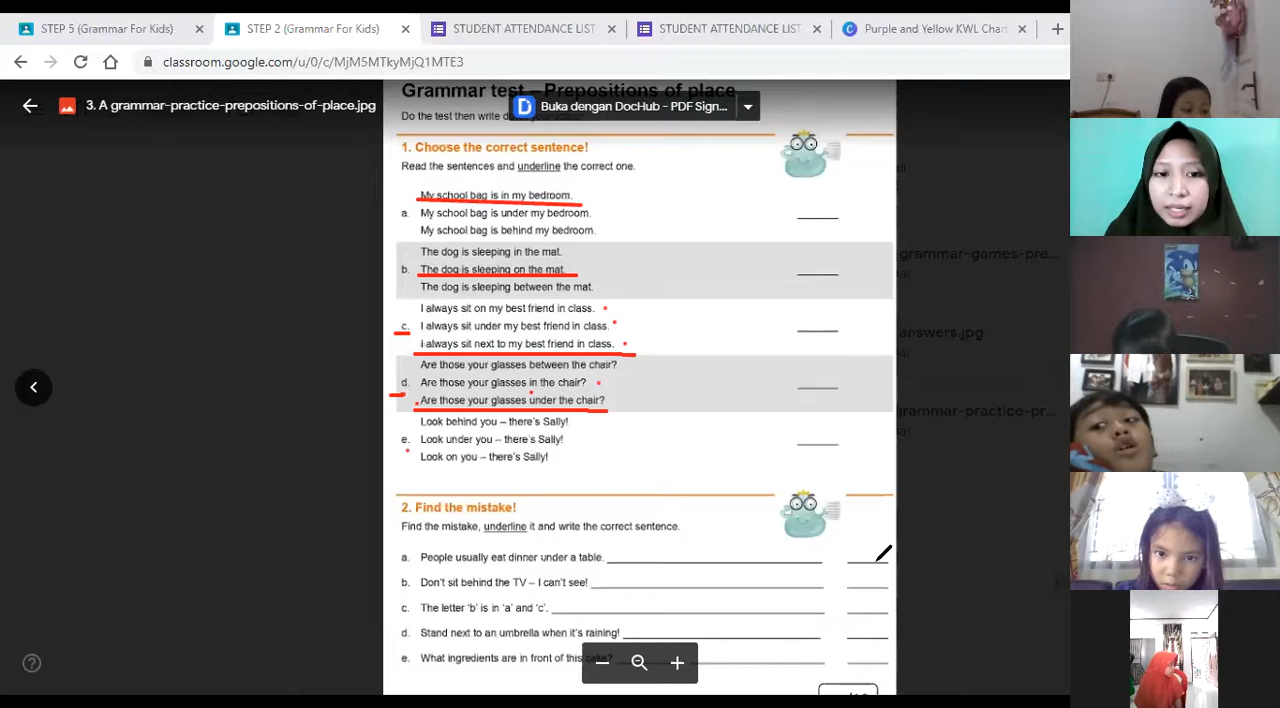 STEP 5 (Grammar For Kids)
STEP 2 (Grammar For Kids)
STUDENT ATTENDANCE LIST
STUDENT ATTENDANCE LIST
Purple and Yellow KWL Chart
classroom.google.com/u/0/c/MjM5MTkyMjQ1MTE3
3. A grammar-practice-prepositions-of-place.jpg
Buka dengan DocHub - PDF Sign...
Grammar test – Prepositions of place
Do the test then write
1. Choose the correct sentence!
Read the sentences and underline the correct one.
My school bag is in my bedroom.
a. My school bag is under my bedroom.
My school bag is behind my bedroom.
The dog is sleeping in the mat.
b. The dog is sleeping on the mat.
The dog is sleeping between the mat.
I always sit on my best friend in class.
c. I always sit under my best friend in class.
I always sit next to my best friend in class.
Are those your glasses between the chair?
d. Are those your glasses in the chair?
Are those your glasses under the chair?
Look behind you – there's Sally!
e. Look under you – there's Sally!
Look on you – there's Sally!
2. Find the mistake!
Find the mistake, underline it and write the correct sentence.
a. People usually eat dinner under a table.
b. Don't sit behind the TV – I can't see!
c. The letter 'b' is in 'a' and 'c'.
d. Stand next to an umbrella when it's raining!
e. What ingredients are in front of this cake?
grammar-games-pre...
answers.jpg
grammar-practice-pr...